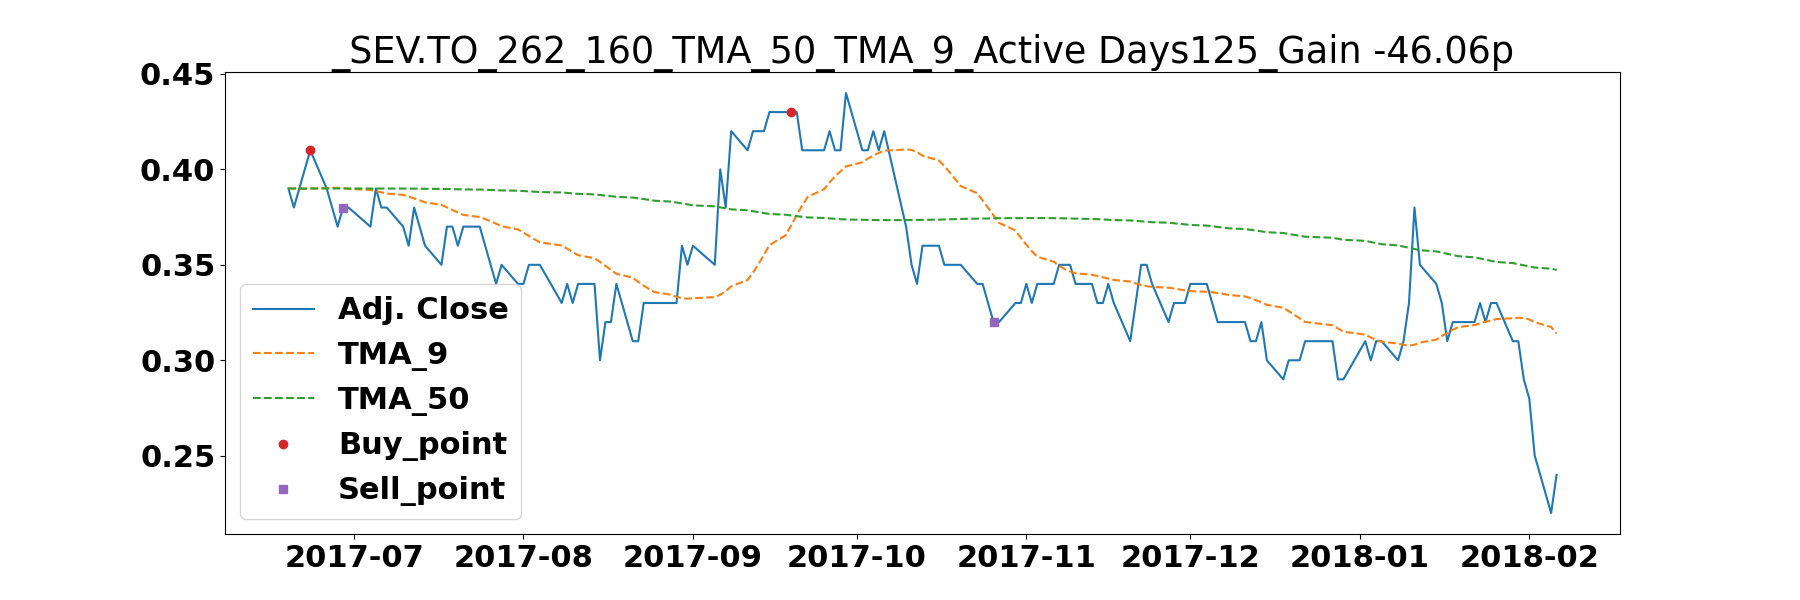 _SEV.TO_262_160_TMA_50_TMA_9_Active Days125_Gain -46.06p
0.45
0.40
0.35
0.30
0.25
Adj. Close
TMA_9
TMA_50
Buy_point
Sell_point
2017-07 2017-08 2017-09 2017-10 2017-11 2017-12 2018-01 2018-02